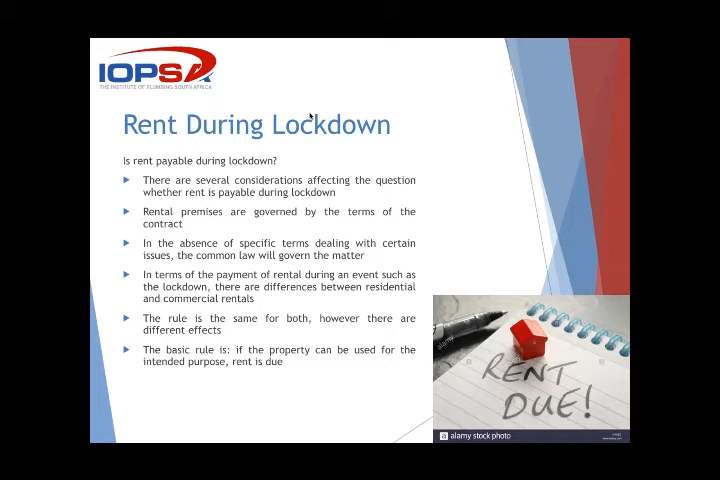 IOPSA
THE INSTITUTE OF PLUMBING SOUTH AFRICA
Rent During Lockdown
Is rent payable during lockdown?
There are several considerations affecting the question
whether rent is payable during lockdown
Rental premises are governed by the terms of the
contract
In the absence of specific terms dealing with certain
issues, the common law will govern the matter
In terms of the payment of rental during an event such as
the lockdown, there are differences between residential
and commercial rentals
The rule is the same for both, however there are
different effects
The basic rule is: if the property can be used for the
intended purpose, rent is due
alamy
RENT
DUE!
a alamy stock photo